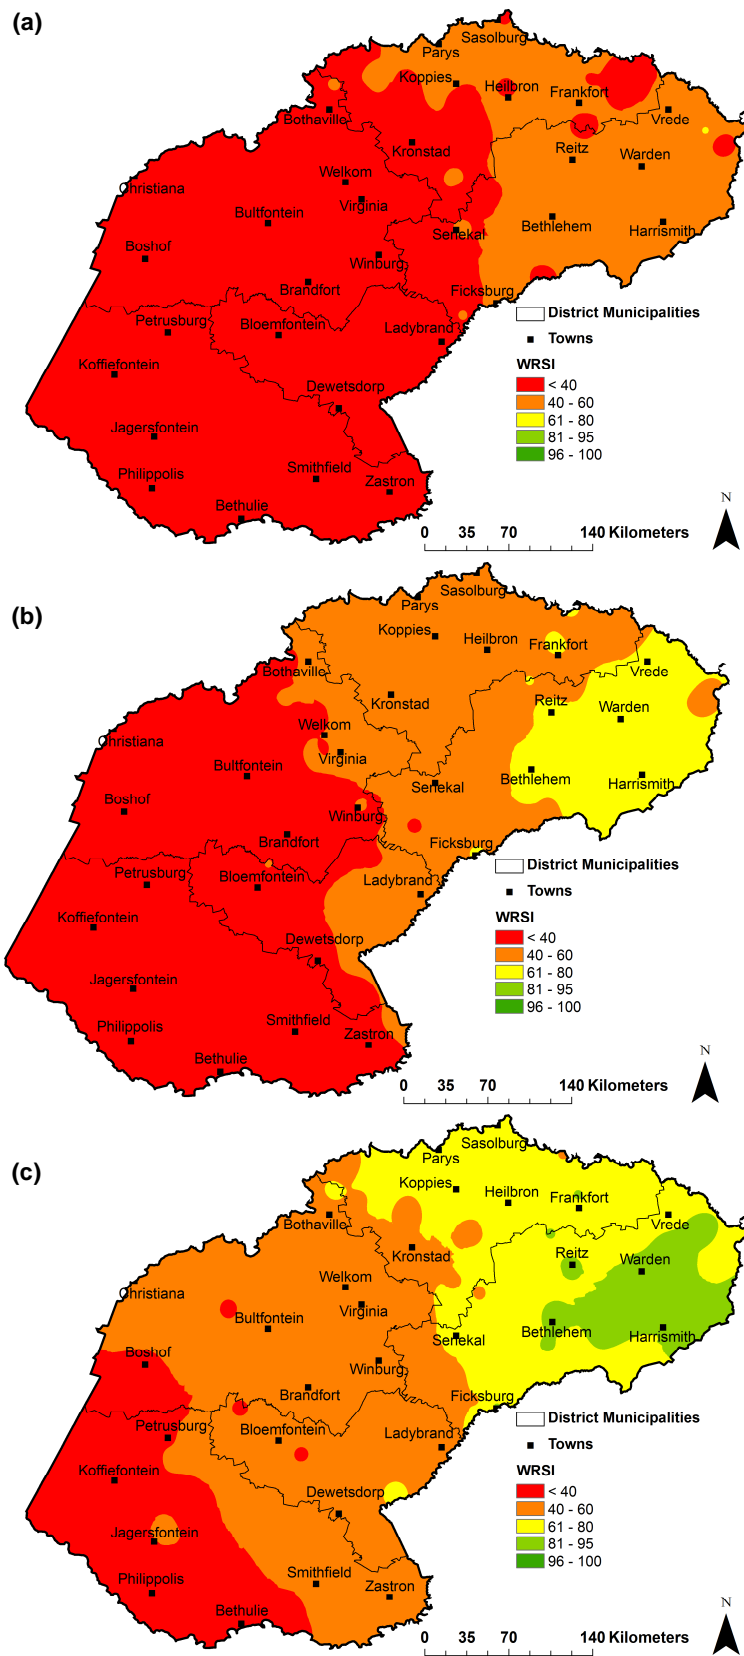 (a)
Sasolburg
Parys
Koppies
Heilbron
Frankfort
Bothaville
Vrede
Kronstad
Reitz
Warden
Welkom
Christiana
Virginia
Bultfontein
Bethlehem
Harrismith
Senekal
Boshof
Winburg
Brandfort
Ficksburg
District Municipalities
Petrusburg
Bloemfontein
Ladybrand
Towns
WRSI
Koffiefontein
< 40
Dewetsdorp
40 - 60
61 - 80
Jagersfontein
81 - 95
96 - 100
Philippolis
Smithfield
Zastron
Bethulie
N
0 35 70 140 Kilometers
(b)
Sasolburg
Parys
Koppies
Heilbron
Frankfort
Bothaville
Vrede
Kronstad
Reitz
Warden
Welkom
Christiana
Virginia
Bultfontein
Bethlehem
Harrismith
Senekal
Boshof
Winburg
Brandfort
Ficksburg
District Municipalities
Petrusburg
Bloemfontein
Ladybrand
Towns
WRSI
Koffiefontein
< 40
Dewetsdorp
40 - 60
61 - 80
Jagersfontein
81 - 95
96 - 100
Philippolis
Smithfield
Zastron
Bethulie
N
0 35 70 140 Kilometers
(c)
Sasolburg
Parys
Koppies
Heilbron
Frankfort
Bothaville
Vrede
Kronstad
Reitz
Warden
Welkom
Christiana
Virginia
Bultfontein
Bethlehem
Harrismith
Senekal
Boshof
Winburg
Brandfort
Ficksburg
District Municipalities
Petrusburg
Bloemfontein
Ladybrand
Towns
WRSI
Koffiefontein
< 40
Dewetsdorp
40 - 60
61 - 80
Jagersfontein
81 - 95
96 - 100
Philippolis
Smithfield
Zastron
Bethulie
N
0 35 70 140 Kilometers